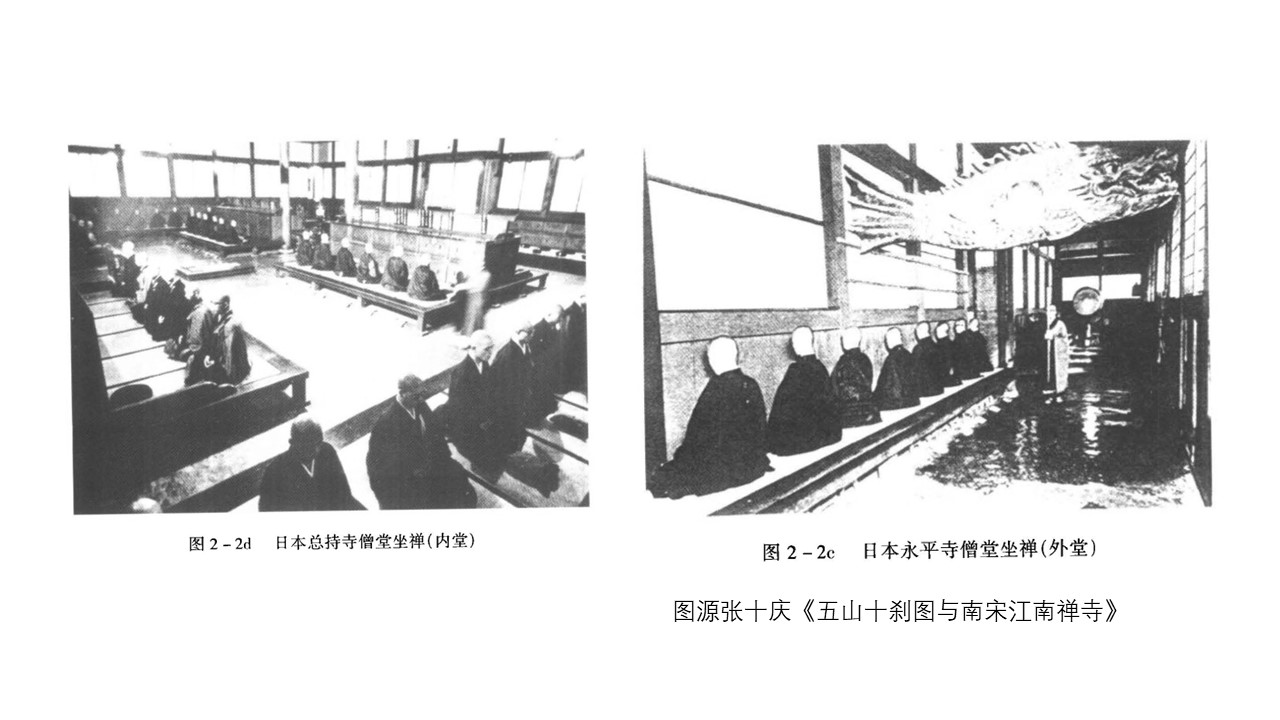 图 2-2d 日本总持寺僧堂坐禅(内堂)
图 2-2c 日本永平寺僧堂坐禅(外堂)
图源张十庆《五山十刹图与南宋江南禅寺》